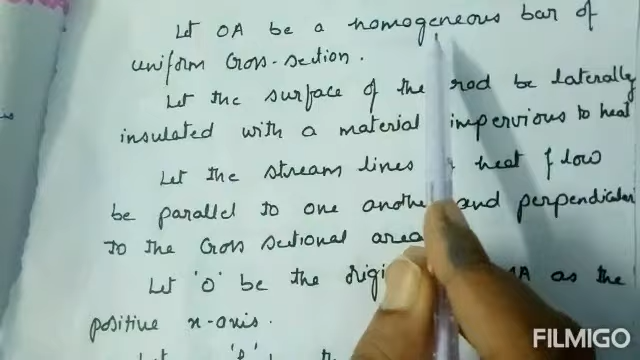 Let OA be a homogeneous bar of
uniform cross-section.
Let the surface of the rod be laterally
insulated with a material impervious to heat
Let the stream lines heat flow
be parallel to one another and perpendicular
to the cross sectional area
Let 'O' be the as the
positive x-axis.
Let 'P'
FILMIGO